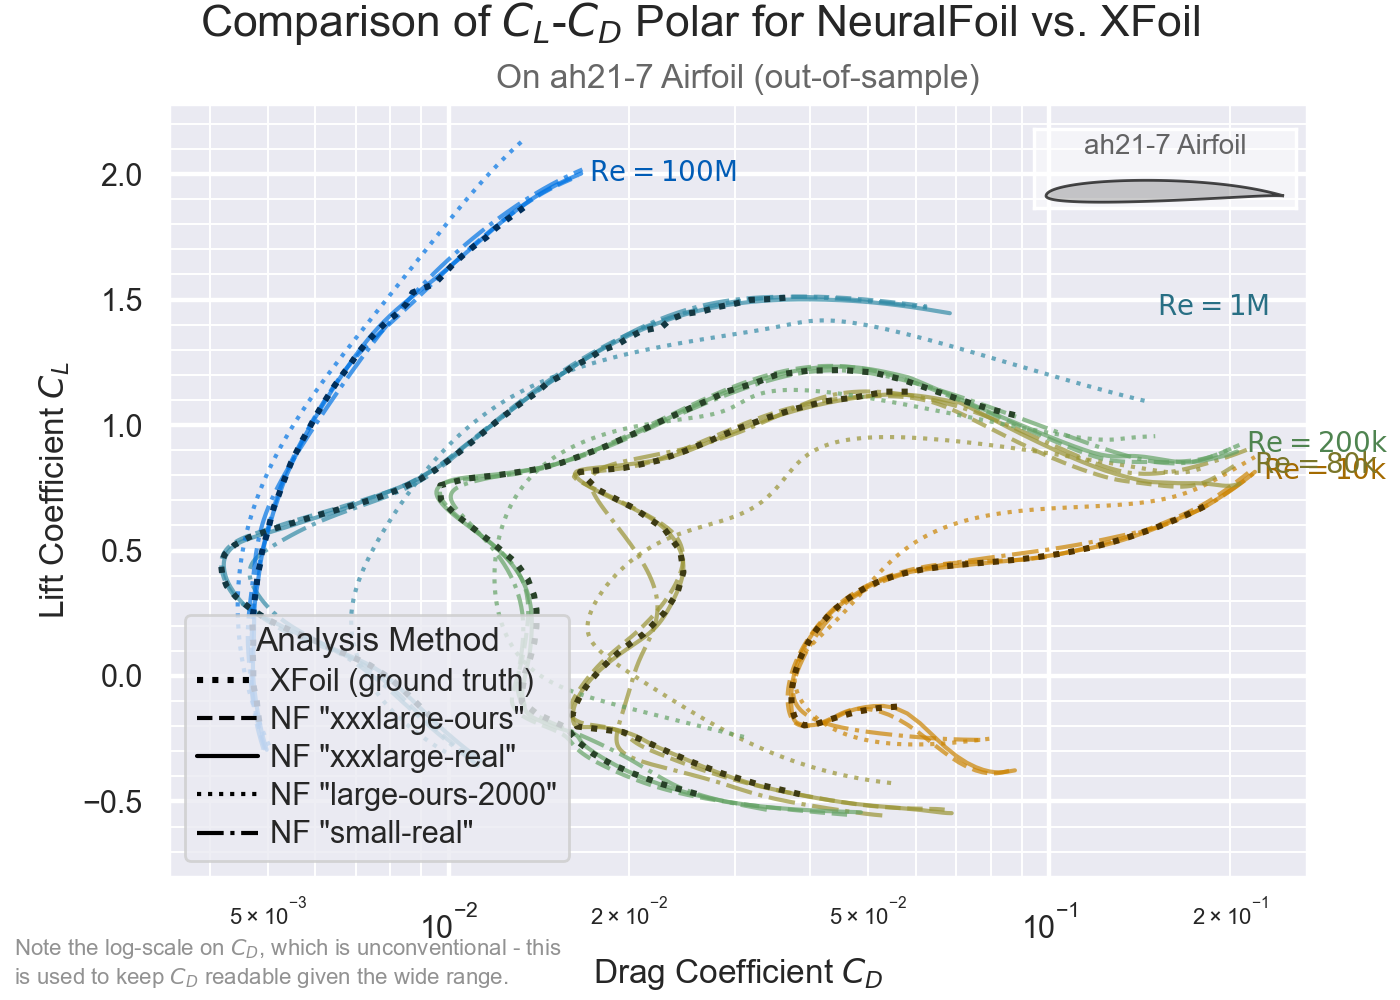 Comparison of C_L-C_D Polar for NeuralFoil vs. XFoil
On ah21-7 Airfoil (out-of-sample)
ah21-7 Airfoil
Re = 100M
Re = 1M
Re = 200k
Re = 80k
Re = 10k
Lift Coefficient C_L
2.0
1.5
1.0
0.5
0.0
−0.5
Analysis Method
XFoil (ground truth)
NF "xxxlarge-ours"
NF "xxxlarge-real"
NF "large-ours-2000"
NF "small-real"
5 × 10⁻³
10⁻²
2 × 10⁻²
5 × 10⁻²
10⁻¹
2 × 10⁻¹
Drag Coefficient C_D
Note the log-scale on C_D, which is unconventional - this
is used to keep C_D readable given the wide range.